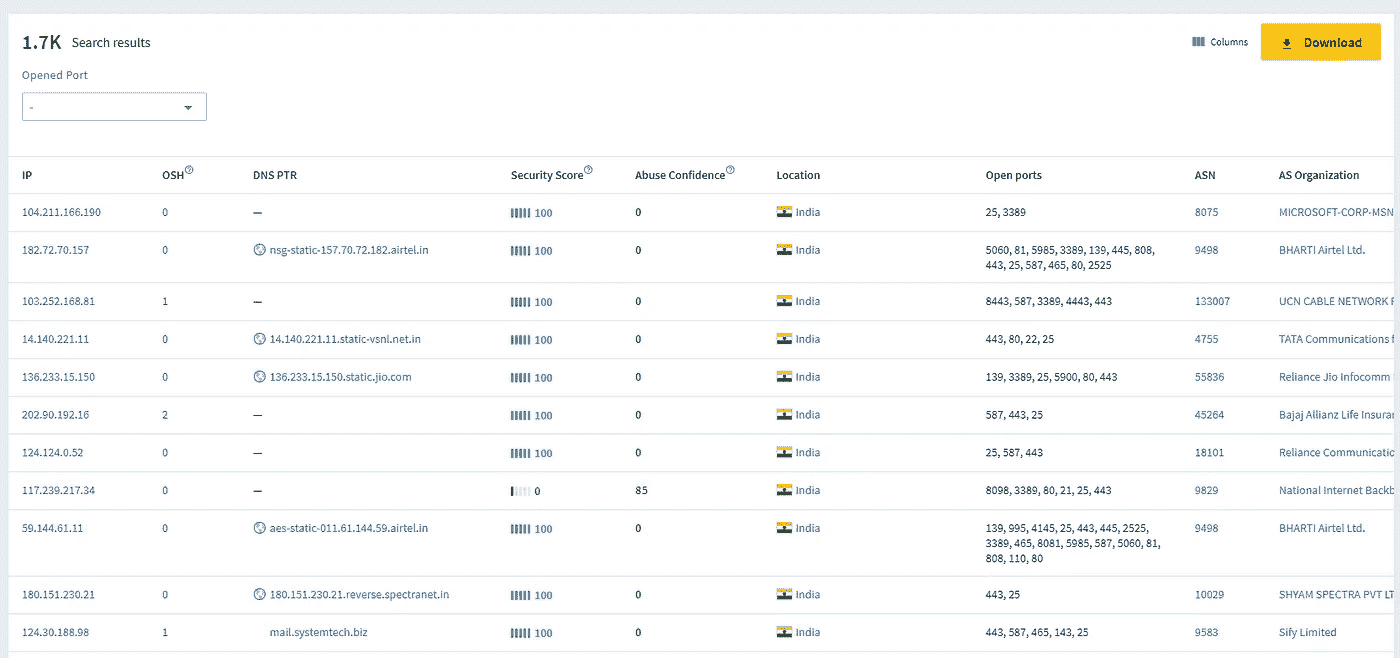 1.7K Search results
Columns
Download
Opened Port
-
IP OSH? DNS PTR Security Score? Abuse Confidence? Location Open ports ASN AS Organization
104.211.166.190 0 — 100 0 India 25, 3389 8075 MICROSOFT-CORP-MSN
182.72.70.157 0 nsg-static-157.70.72.182.airtel.in 100 0 India 5060, 81, 5985, 3389, 139, 445, 808, 9498 BHARTI Airtel Ltd.
443, 25, 587, 465, 80, 2525
103.252.168.81 1 — 100 0 India 8443, 587, 3389, 4443, 443 133007 UCN CABLE NETWORK
14.140.221.11 0 14.140.221.11.static-vsnl.net.in 100 0 India 443, 80, 22, 25 4755 TATA Communications
136.233.15.150 0 136.233.15.150.static.jio.com 100 0 India 139, 3389, 25, 5900, 80, 443 55836 Reliance Jio Infocomm
202.90.192.16 2 — 100 0 India 587, 443, 25 45264 Bajaj Allianz Life Insura
124.124.0.52 0 — 100 0 India 25, 587, 443 18101 Reliance Communicatio
117.239.217.34 0 — 0 85 India 8098, 3389, 80, 21, 25, 443 9829 National Internet Backb
59.144.61.11 0 aes-static-011.61.144.59.airtel.in 100 0 India 139, 995, 4145, 25, 443, 445, 2525, 9498 BHARTI Airtel Ltd.
3389, 465, 8081, 5985, 587, 5060, 81,
808, 110, 80
180.151.230.21 0 180.151.230.21.reverse.spectranet.in 100 0 India 443, 25 10029 SHYAM SPECTRA PVT LT
124.30.188.98 1 mail.systemtech.biz 100 0 India 443, 587, 465, 143, 25 9583 Sify Limited